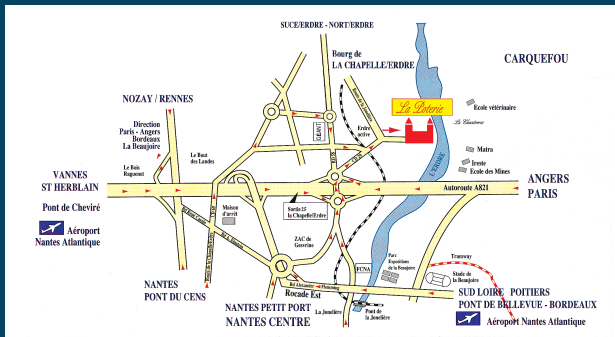 SUCE/ERDRE - NORT/ERDRE
Bourg de
LA CHAPELLE/ERDRE
CARQUEFOU
NOZAY / RENNES
Direction
Paris - Angers
Bordeaux
La Beaujoire
GEANT
Erdre
active
La Poterie
Ecole vétérinaire
La Chantrerie
Matra
Ireste
Ecole des Mines
Le Bois
Raguenet
Le Bout
des Landes
L'ERDRE
VANNES
ST HERBLAIN
Autoroute A821
ANGERS
PARIS
Pont de Cheviré
Aéroport
Nantes Atlantique
Maison
d'arrêt
Sortie 25
la Chapelle/Erdre
ZAC de
Gesvrine
Parc
Expositions
de la Beaujoire
Tramway
Stade de
la Beaujoire
FCNA
NANTES
PONT DU CENS
Bd Alexander Flemming
Rocade Est
NANTES PETIT PORT
NANTES CENTRE
La Jonelière
Pont de
la Jonelière
SUD LOIRE POITIERS
PONT DE BELLEVUE - BORDEAUX
Aéroport Nantes Atlantique